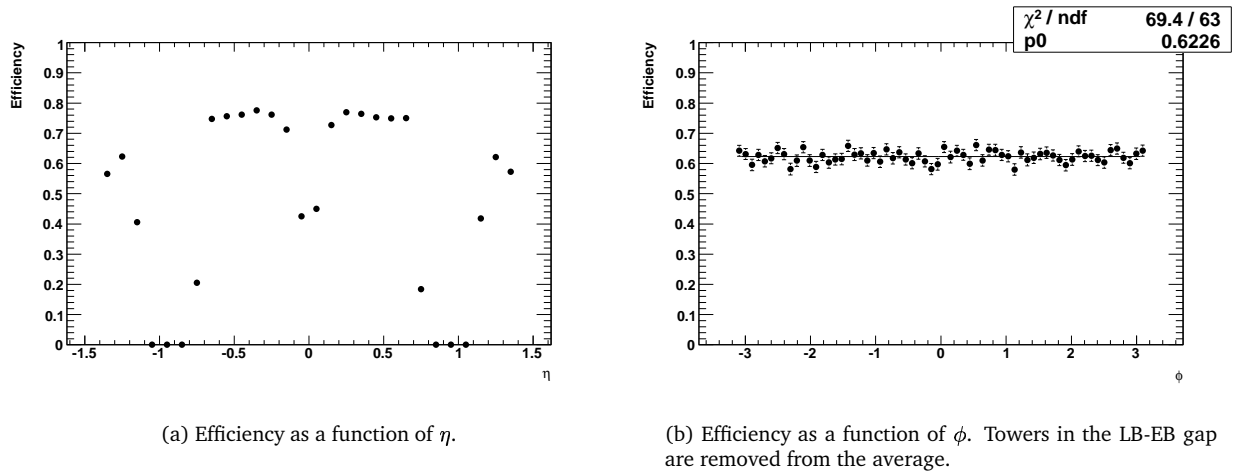 χ² / ndf 69.4 / 63
p0 0.6226
Efficiency
1
0.9
0.8
0.7
0.6
0.5
0.4
0.3
0.2
0.1
0
-1.5 -1 -0.5 0 0.5 1 1.5
η
Efficiency
1
0.9
0.8
0.7
0.6
0.5
0.4
0.3
0.2
0.1
0
-3 -2 -1 0 1 2 3
ϕ
(a) Efficiency as a function of η.
(b) Efficiency as a function of ϕ. Towers in the LB-EB gap
are removed from the average.